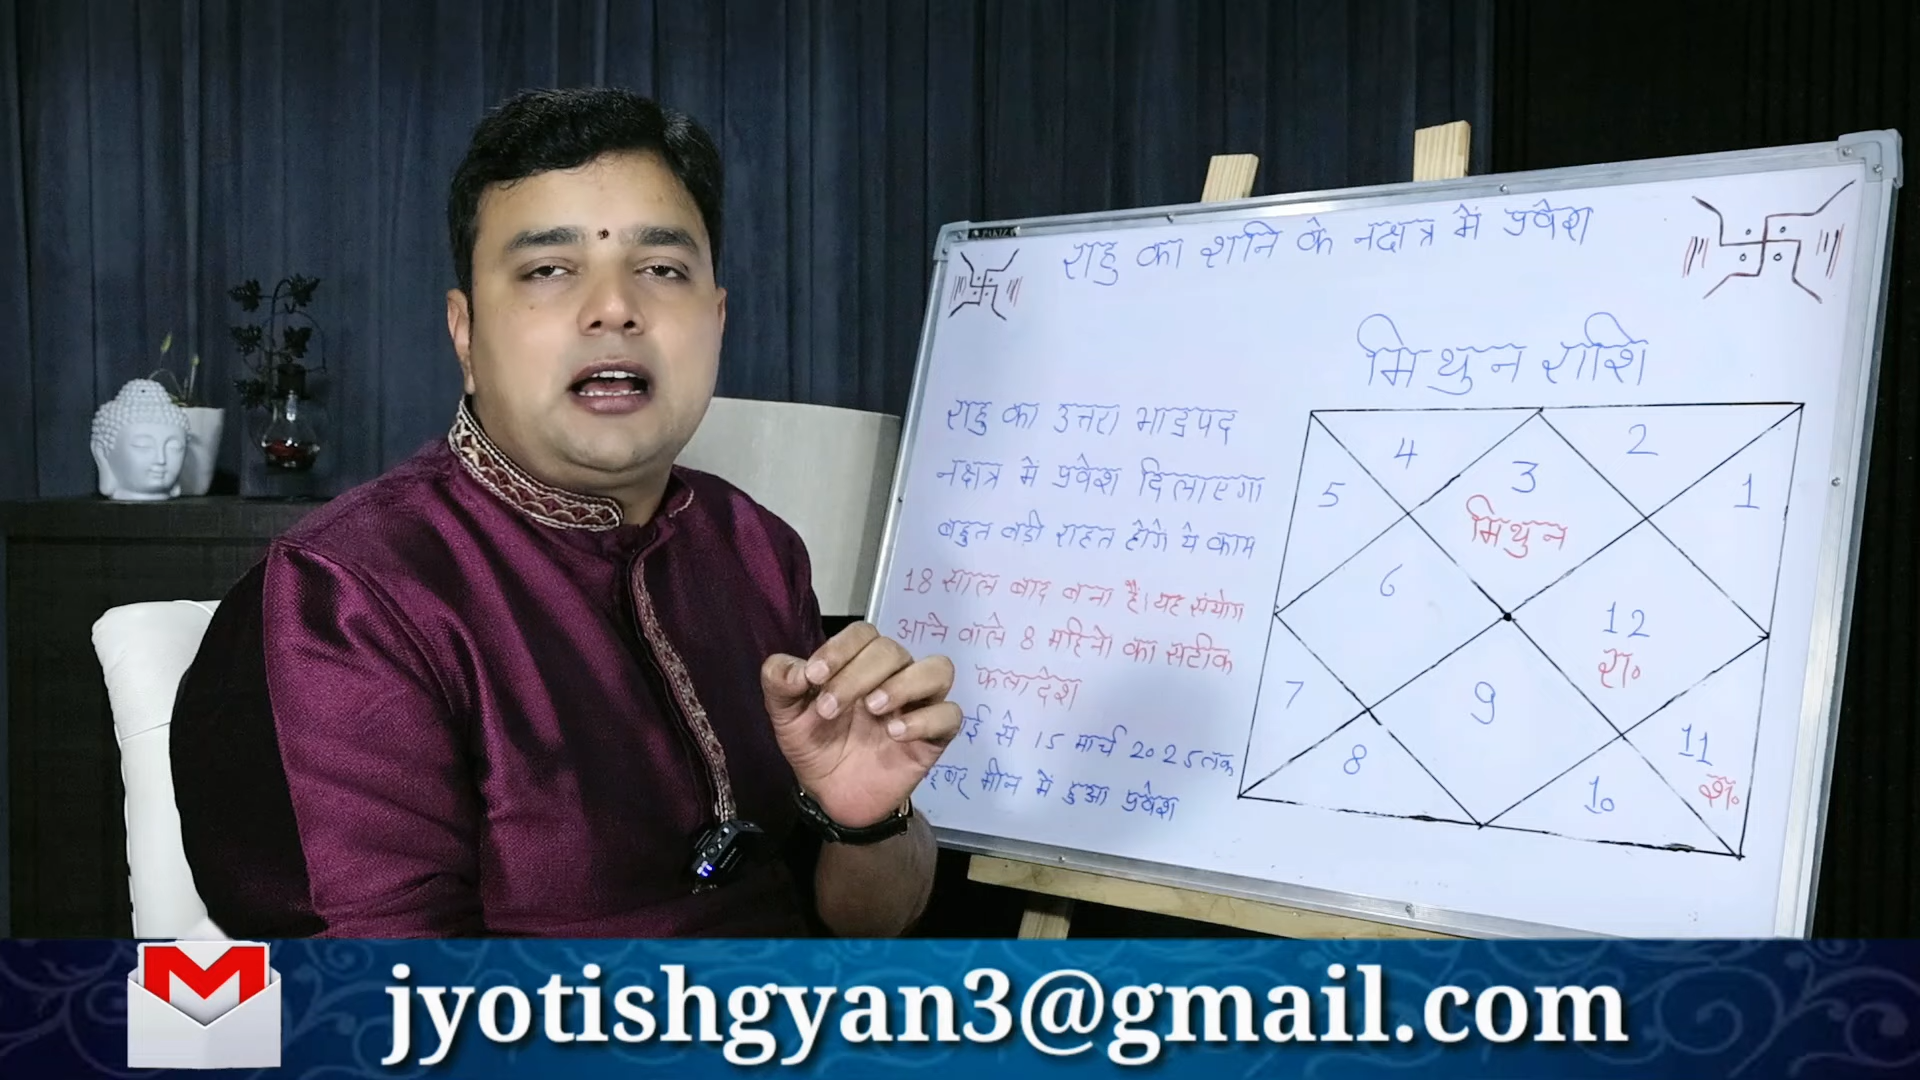 राहु का शनि के नक्षत्र में प्रवेश
मिथुन राशि
राहु का उत्तरा भाद्रपद
नक्षत्र में प्रवेश दिलाएगा
बहुत बड़ी राहत होंगे ये काम
18 साल बाद बना है। यह संयोग
आने वाले 8 महिनो का सटीक
फलादेश
से 15 मार्च 2025 तक
मीन में हुआ प्रवेश
4
3
2
5
मिथुन
1
6
12
रा॰
7
9
11
श॰
8
10
jyotishgyan3@gmail.com